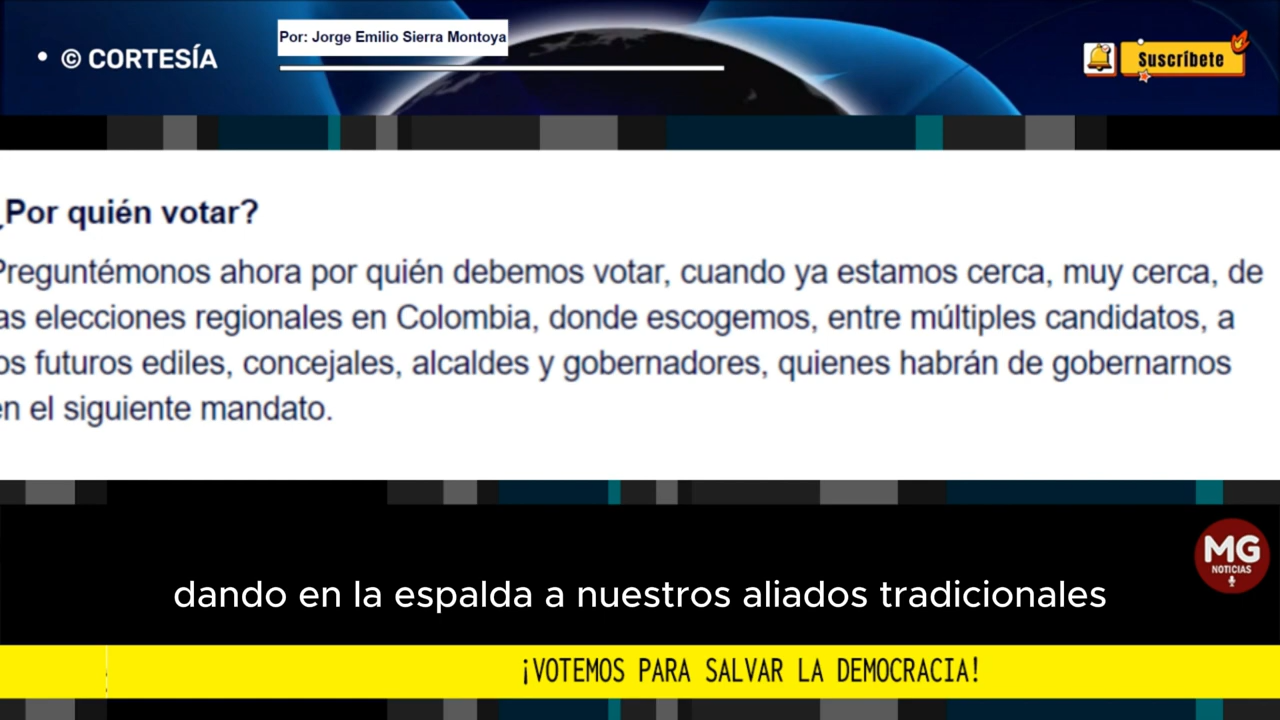 Por: Jorge Emilio Sierra Montoya
• © CORTESÍA
Suscríbete
¿Por quién votar?
Preguntémonos ahora por quién debemos votar, cuando ya estamos cerca, muy cerca, de
as elecciones regionales en Colombia, donde escogemos, entre múltiples candidatos, a
os futuros ediles, concejales, alcaldes y gobernadores, quienes habrán de gobernarnos
en el siguiente mandato.
MG
NOTICIAS
dando en la espalda a nuestros aliados tradicionales
¡VOTEMOS PARA SALVAR LA DEMOCRACIA!